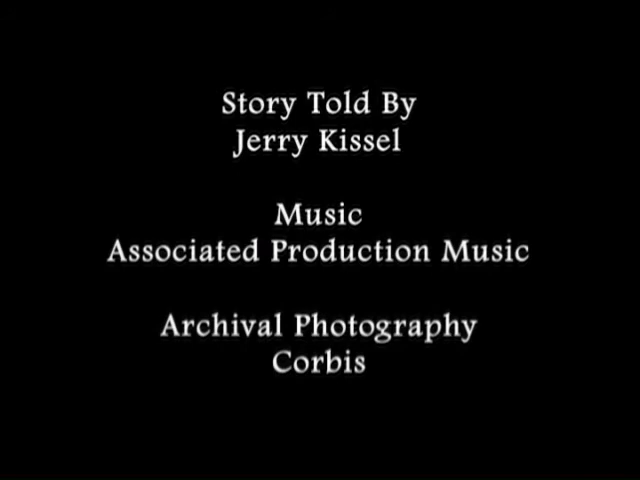 Story Told By
Jerry Kissel
Music
Associated Production Music
Archival Photography
Corbis